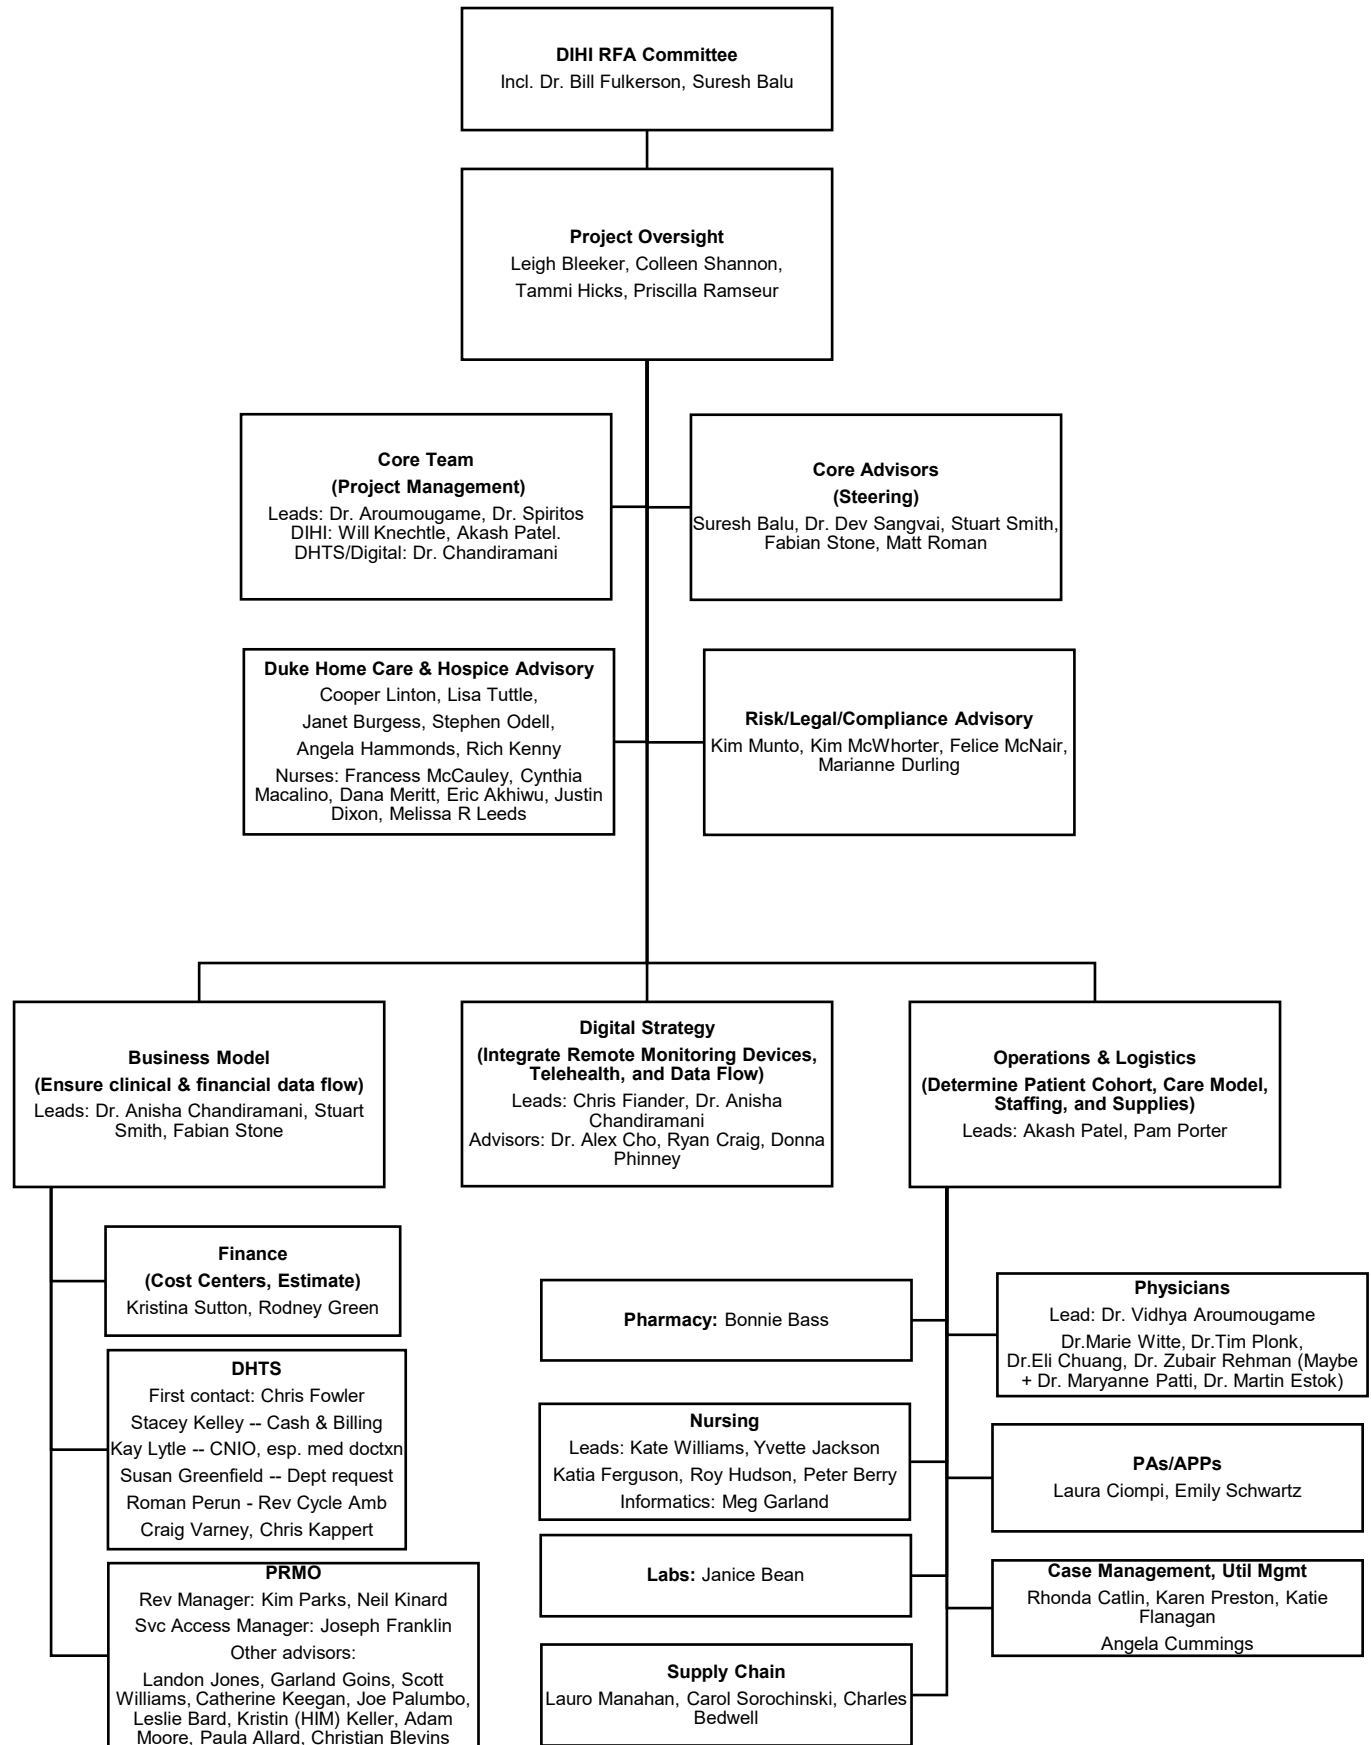 DIHI RFA Committee
Incl. Dr. Bill Fulkerson, Suresh Balu
Project Oversight
Leigh Bleeker, Colleen Shannon,
Tammi Hicks, Priscilla Ramseur
Core Team
(Project Management)
Leads: Dr. Aroumougame, Dr. Spiritos
DIHI: Will Knechtle, Akash Patel.
DHTS/Digital: Dr. Chandiramani
Core Advisors
(Steering)
Suresh Balu, Dr. Dev Sangvai, Stuart Smith,
Fabian Stone, Matt Roman
Duke Home Care & Hospice Advisory
Cooper Linton, Lisa Tuttle,
Janet Burgess, Stephen Odell,
Angela Hammonds, Rich Kenny
Nurses: Francess McCauley, Cynthia
Macalino, Dana Meritt, Eric Akhiwu, Justin
Dixon, Melissa R Leeds
Risk/Legal/Compliance Advisory
Kim Munto, Kim McWhorter, Felice McNair,
Marianne Durling
Business Model
(Ensure clinical & financial data flow)
Leads: Dr. Anisha Chandiramani, Stuart
Smith, Fabian Stone
Digital Strategy
(Integrate Remote Monitoring Devices,
Telehealth, and Data Flow)
Leads: Chris Fiander, Dr. Anisha
Chandiramani
Advisors: Dr. Alex Cho, Ryan Craig, Donna
Phinney
Operations & Logistics
(Determine Patient Cohort, Care Model,
Staffing, and Supplies)
Leads: Akash Patel, Pam Porter
Finance
(Cost Centers, Estimate)
Kristina Sutton, Rodney Green
DHTS
First contact: Chris Fowler
Stacey Kelley -- Cash & Billing
Kay Lytle -- CNIO, esp. med doctxn
Susan Greenfield -- Dept request
Roman Perun - Rev Cycle Amb
Craig Varney, Chris Kappert
PRMO
Rev Manager: Kim Parks, Neil Kinard
Svc Access Manager: Joseph Franklin
Other advisors:
Landon Jones, Garland Goins, Scott
Williams, Catherine Keegan, Joe Palumbo,
Leslie Bard, Kristin (HIM) Keller, Adam
Moore, Paula Allard, Christian Blevins
Pharmacy: Bonnie Bass
Nursing
Leads: Kate Williams, Yvette Jackson
Katia Ferguson, Roy Hudson, Peter Berry
Informatics: Meg Garland
Labs: Janice Bean
Supply Chain
Lauro Manahan, Carol Sorochinski, Charles
Bedwell
Physicians
Lead: Dr. Vidhya Aroumougame
Dr.Marie Witte, Dr.Tim Plonk,
Dr.Eli Chuang, Dr. Zubair Rehman (Maybe
+ Dr. Maryanne Patti, Dr. Martin Estok)
PAs/APPs
Laura Ciompi, Emily Schwartz
Case Management, Util Mgmt
Rhonda Catlin, Karen Preston, Katie
Flanagan
Angela Cummings